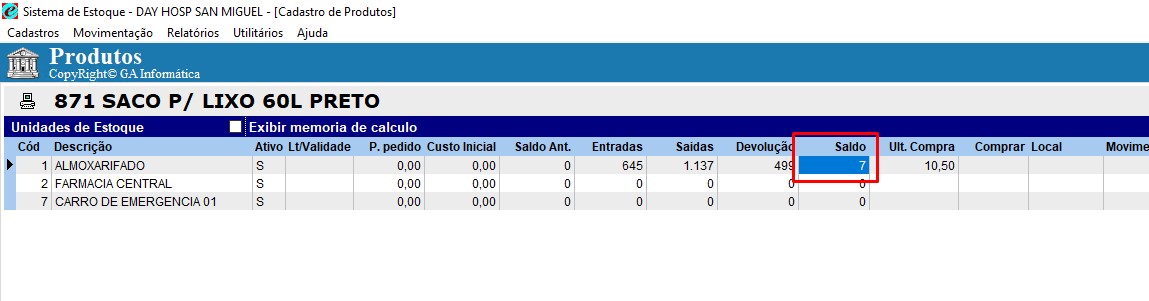 Sistema de Estoque - DAY HOSP SAN MIGUEL - [Cadastro de Produtos]
Cadastros Movimentação Relatórios Utilitários Ajuda
Produtos
CopyRight© GA Informática
871 SACO P/ LIXO 60L PRETO
Unidades de Estoque Exibir memoria de calculo
Cód Descrição Ativo Lt/Validade P. pedido Custo Inicial Saldo Ant. Entradas Saidas Devolução Saldo Ult. Compra Comprar Local Movime
1 ALMOXARIFADO S 0,00 0,00 0 645 1.137 499 7 10,50
2 FARMACIA CENTRAL S 0,00 0,00 0 0 0 0 0
7 CARRO DE EMERGENCIA 01 S 0,00 0,00 0 0 0 0 0